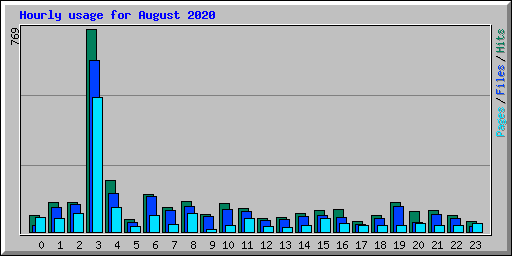 Hourly usage for August 2020
769
Pages/Files/Hits
0 1 2 3 4 5 6 7 8 9 10 11 12 13 14 15 16 17 18 19 20 21 22 23